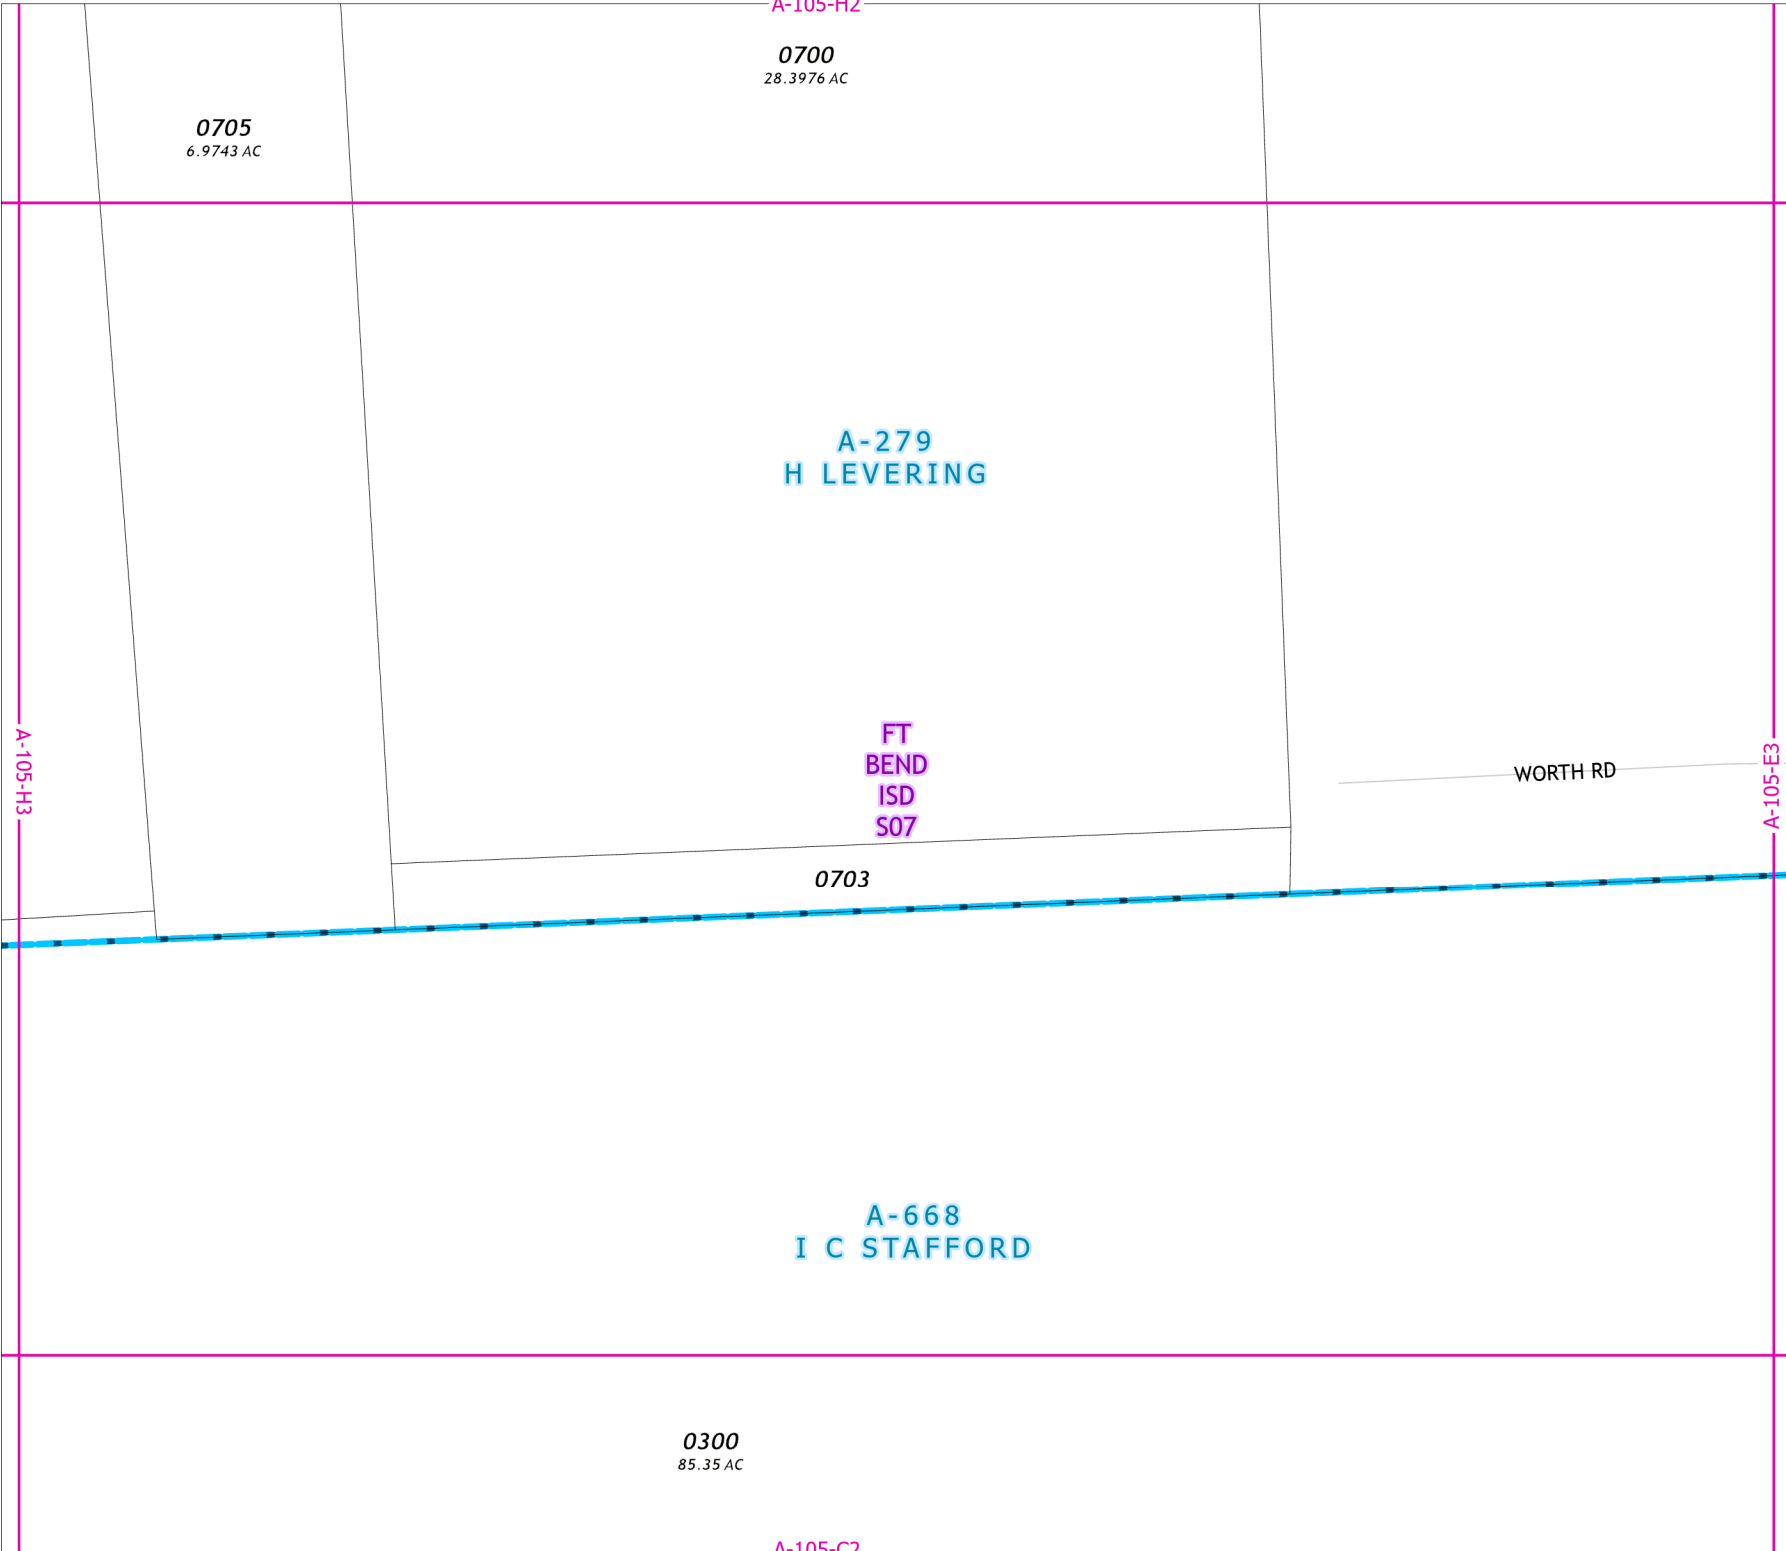 A-105-H2
0700
28.3976 AC
0705
6.9743 AC
A-279
H LEVERING
FT
BEND
ISD
S07
WORTH RD
A-105-H3
A-105-E3
0703
A-668
I C STAFFORD
0300
85.35 AC
A-105-C2